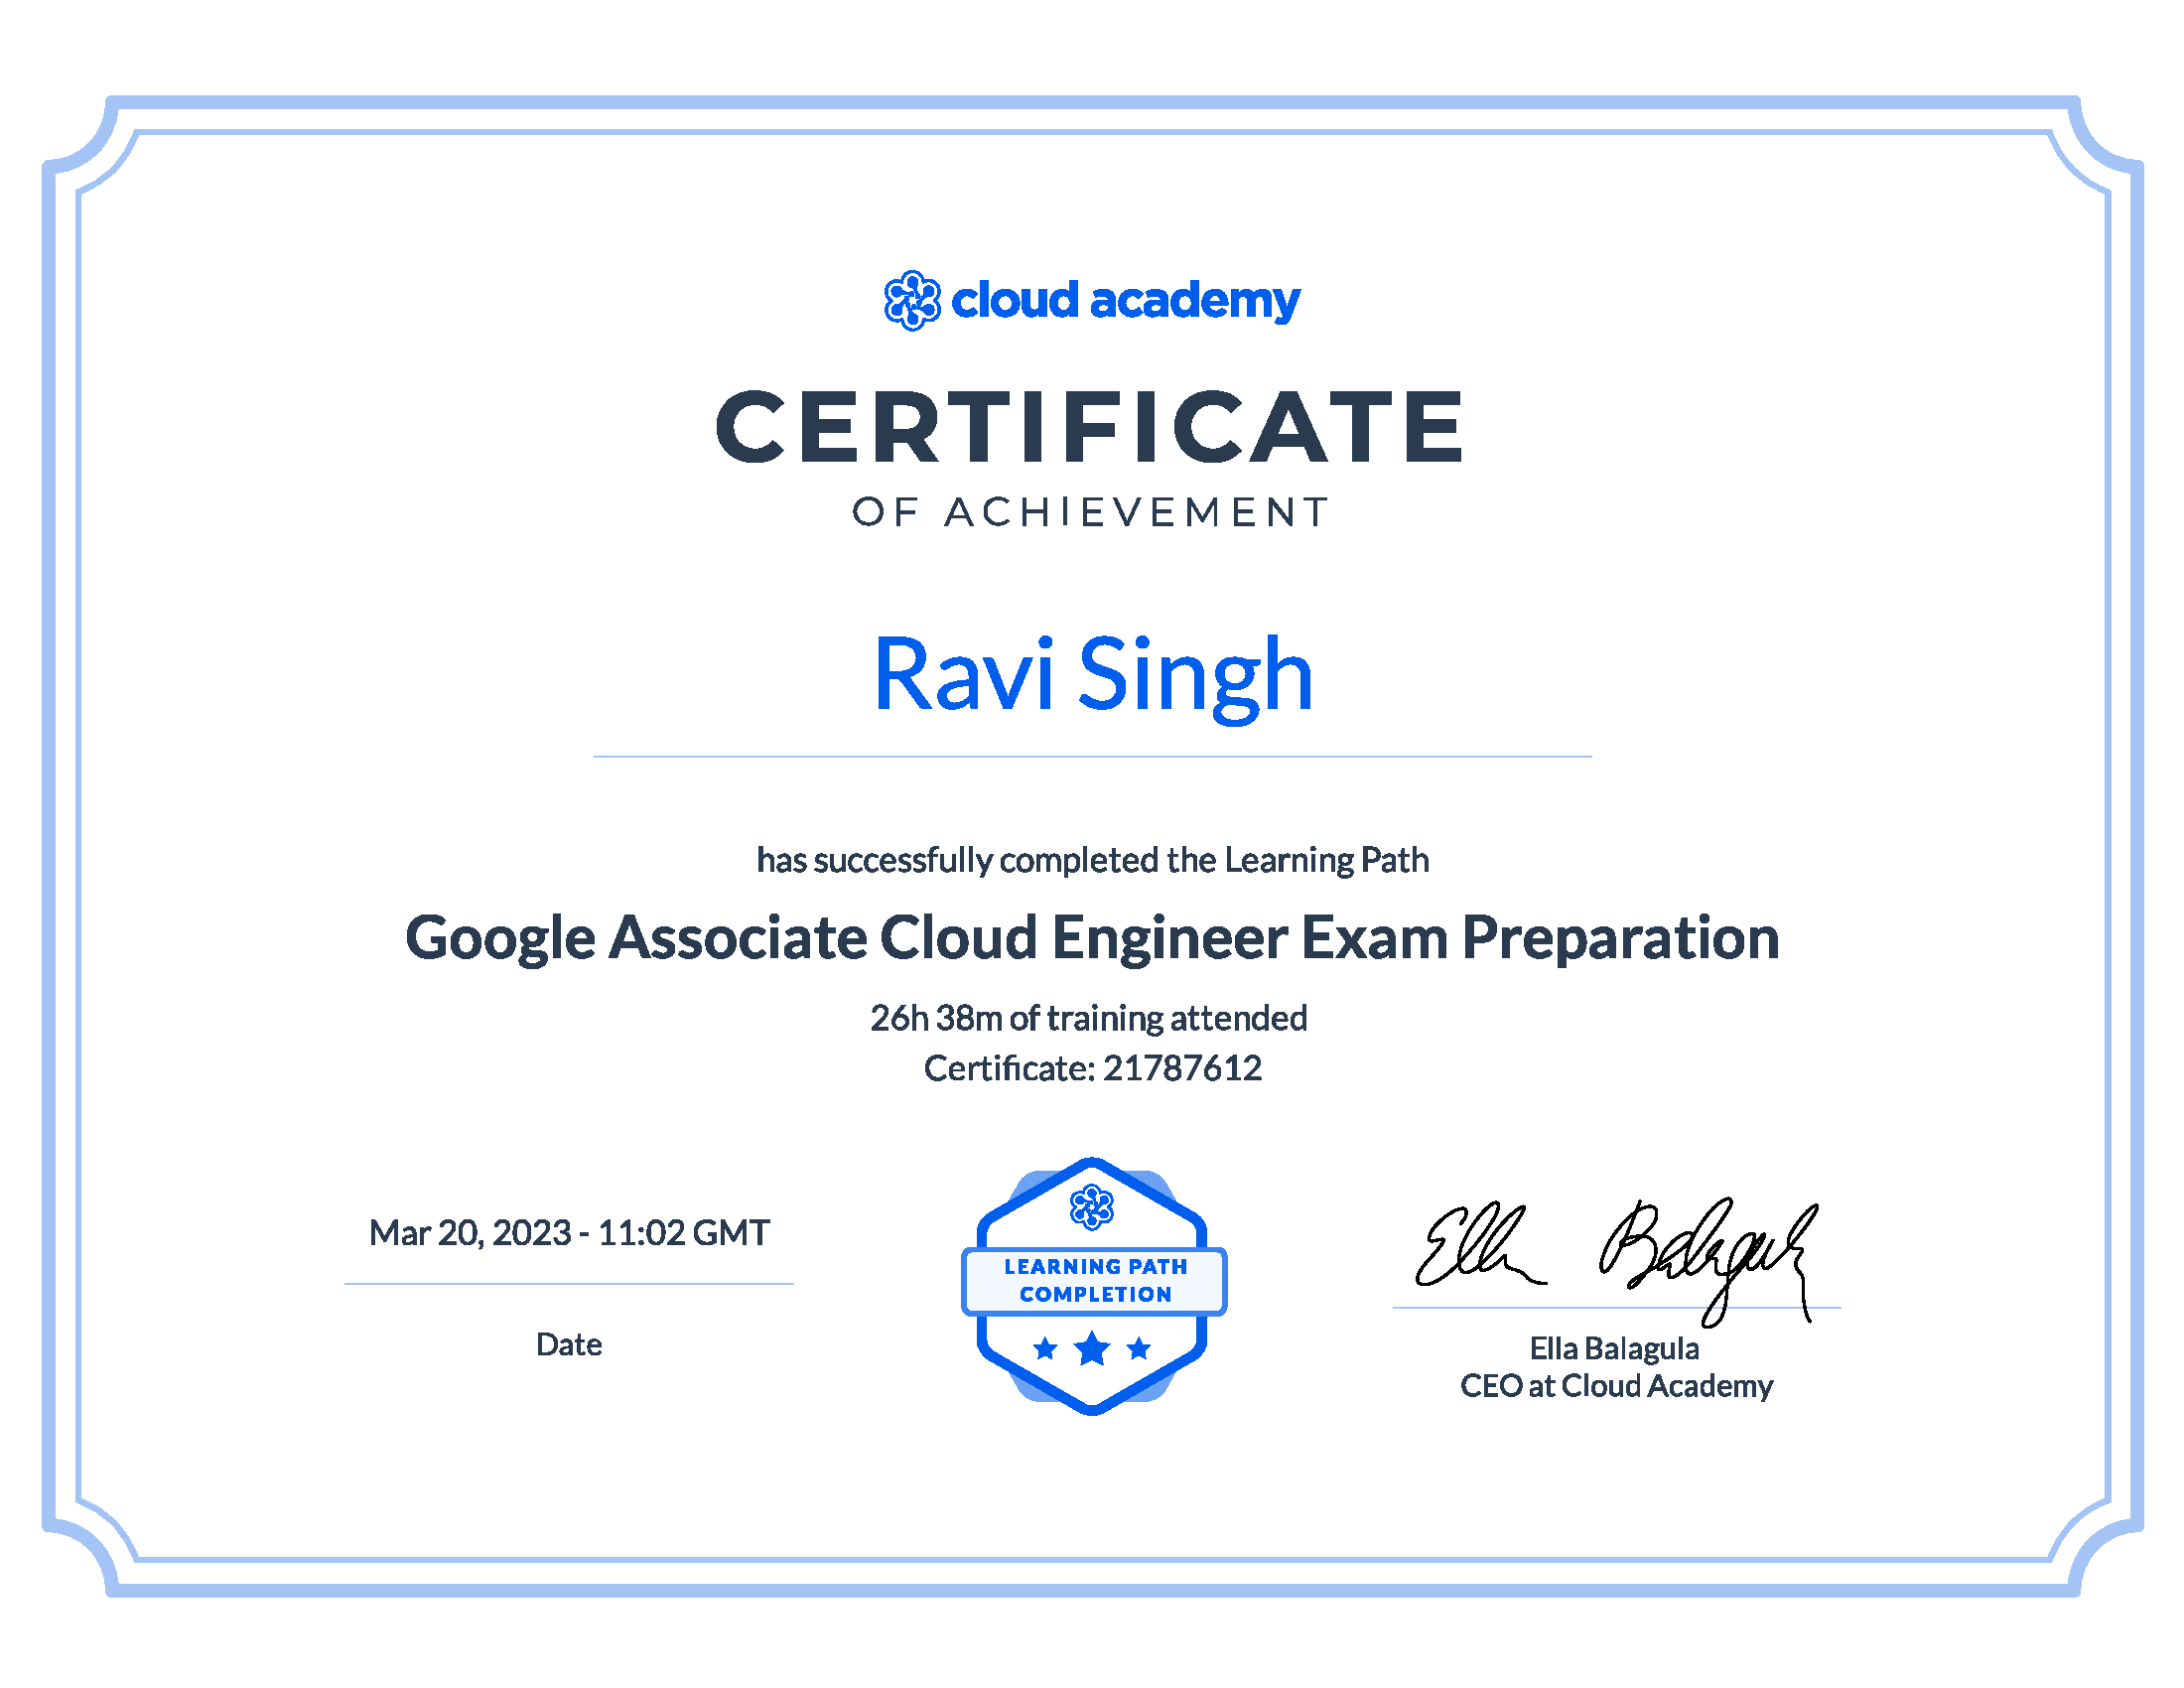 cloud academy
CERTIFICATE
OF ACHIEVEMENT
Ravi Singh
has successfully completed the Learning Path
Google Associate Cloud Engineer Exam Preparation
26h 38m of training attended
Certificate: 21787612
Mar 20, 2023 - 11:02 GMT
Date
LEARNING PATH
COMPLETION
Ella Balagula
Ella Balagula
CEO at Cloud Academy